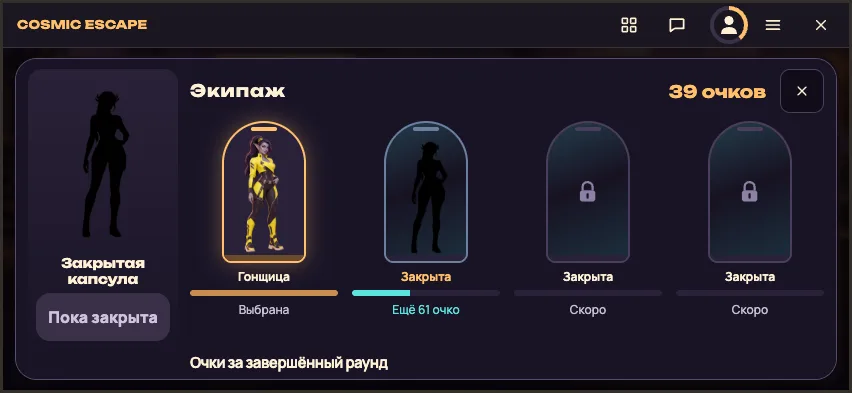 COSMIC ESCAPE
Экипаж
39 очков
Закрытая
капсула
Пока закрыта
Гонщица
Закрыта
Закрыта
Закрыта
Выбрана
Ещё 61 очко
Скоро
Скоро
Очки за завершённый раунд